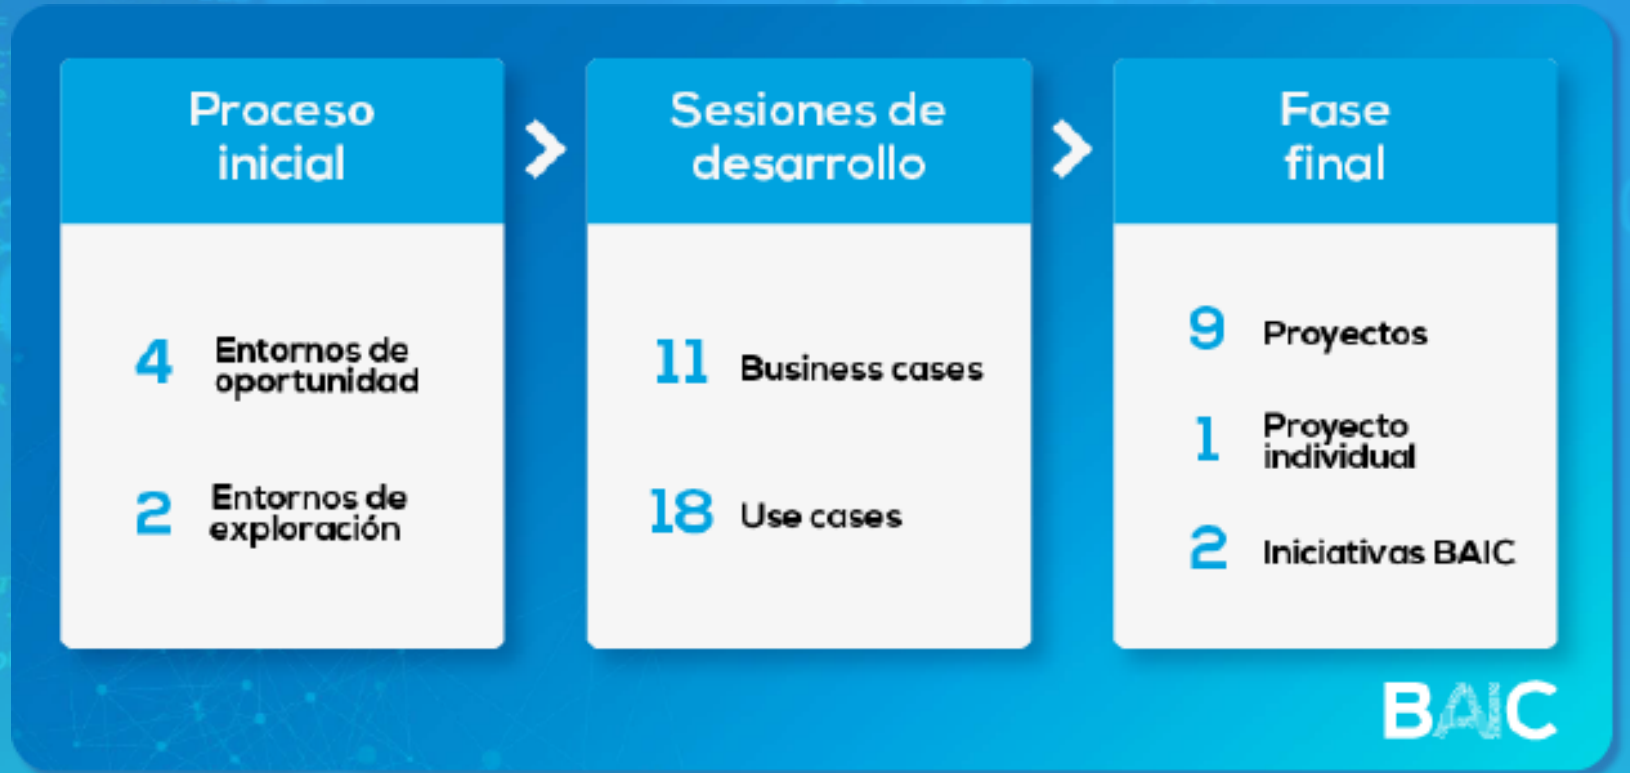 Proceso
inicial
4
Entornos de
oportunidad
2
Entornos de
exploración
Sesiones de
desarrollo
11
Business cases
18
Use cases
Fase
final
9
Proyectos
1
Proyecto
individual
2
Iniciativas BAIC
BAIC